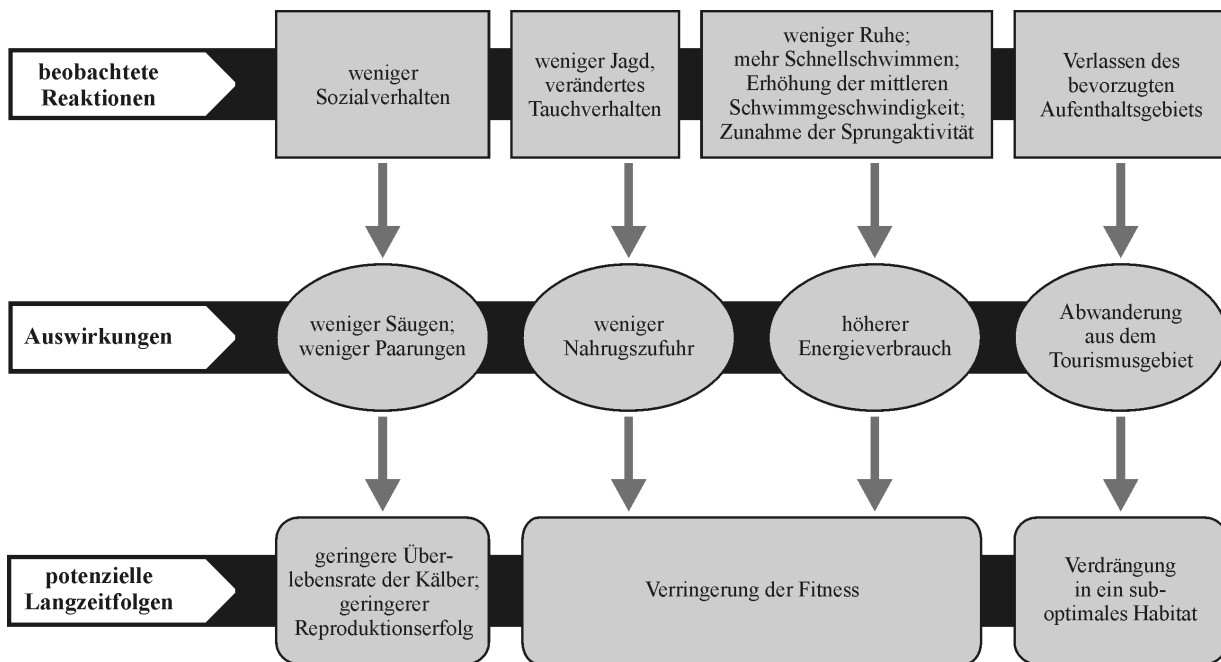 beobachtete
Reaktionen
weniger
Sozialverhalten
weniger Jagd,
verändertes
Tauchverhalten
weniger Ruhe;
mehr Schnellschwimmen;
Erhöhung der mittleren
Schwimmgeschwindigkeit;
Zunahme der Sprungaktivität
Verlassen des
bevorzugten
Aufenthaltsgebiets
Auswirkungen
weniger Säugen;
weniger Paarungen
weniger
Nahrugszufuhr
höherer
Energieverbrauch
Abwanderung
aus dem
Tourismusgebiet
potenzielle
Langzeitfolgen
geringere Über-
lebensrate der Kälber;
geringerer
Reproduktionserfolg
Verringerung der Fitness
Verdrängung
in ein sub-
optimales Habitat